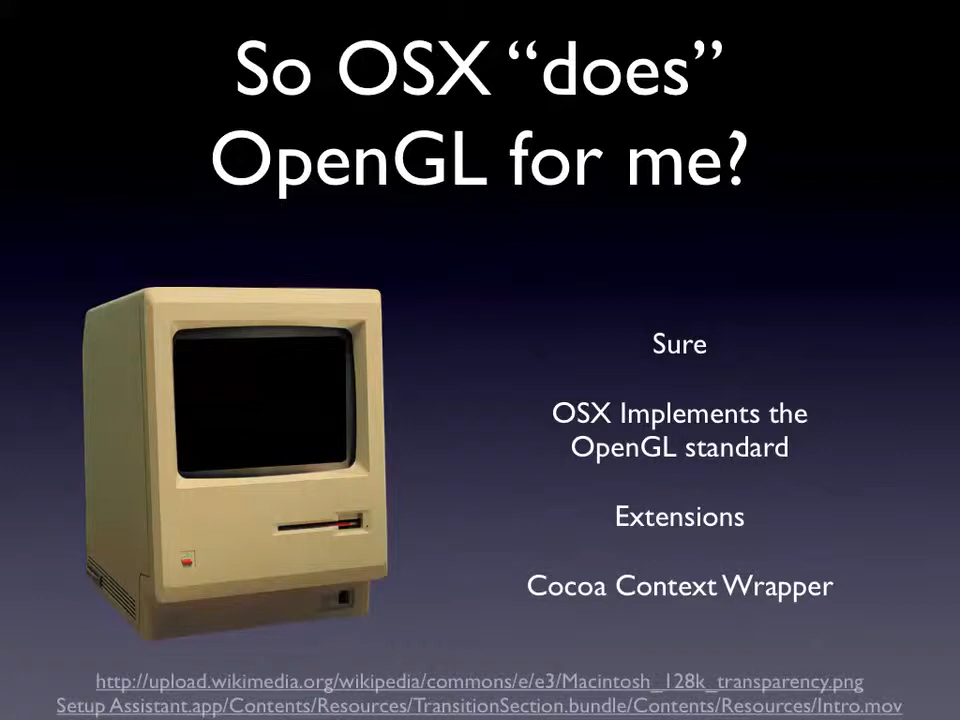 So OSX “does”
OpenGL for me?
Sure
OSX Implements the
OpenGL standard
Extensions
Cocoa Context Wrapper
http://upload.wikimedia.org/wikipedia/commons/e/e3/Macintosh_128k_transparency.png
Setup Assistant.app/Contents/Resources/TransitionSection.bundle/Contents/Resources/Intro.mov